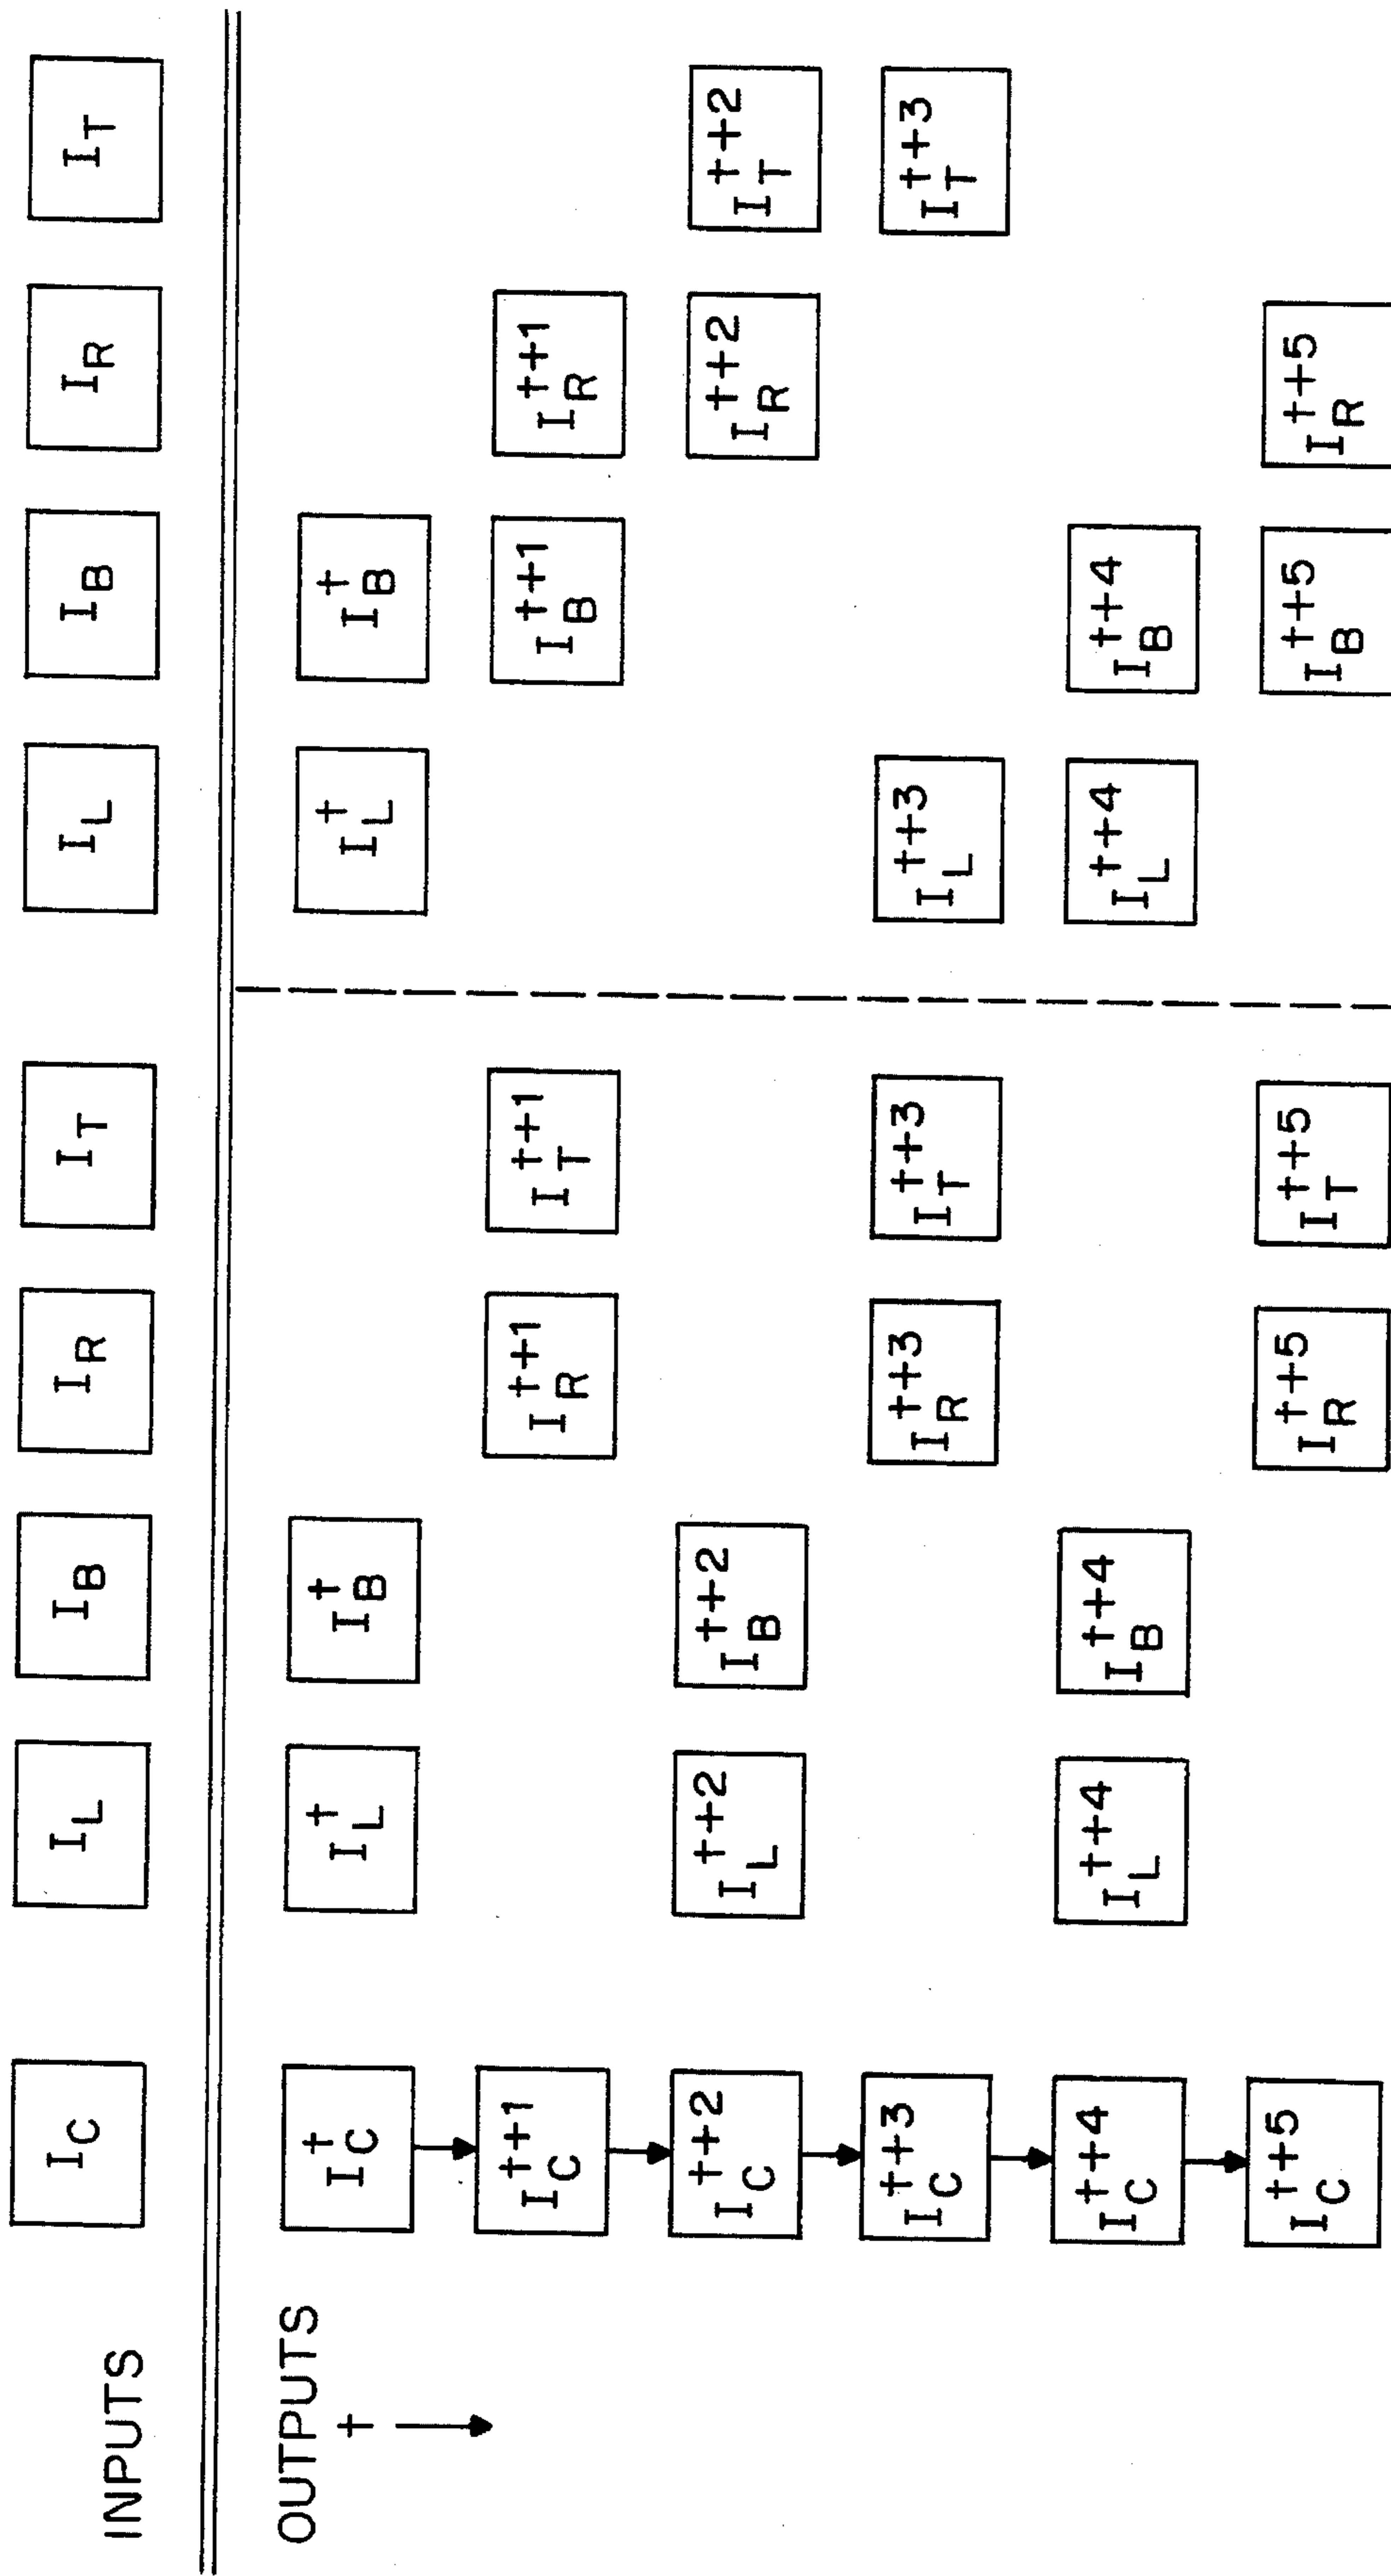 INPUTS I_C I_L I_B I_R I_T I_L I_B I_R I_T
OUTPUTS
t
I_C^t I_L^t I_B^t I_L^t I_B^t
I_C^t+1 I_R^t+1 I_T^t+1 I_B^t+1 I_R^t+1
I_C^t+2 I_L^t+2 I_B^t+2 I_R^t+2 I_T^t+2
I_C^t+3 I_R^t+3 I_T^t+3 I_L^t+3 I_T^t+3
I_C^t+4 I_L^t+4 I_B^t+4 I_L^t+4 I_B^t+4
I_C^t+5 I_R^t+5 I_T^t+5 I_B^t+5 I_R^t+5